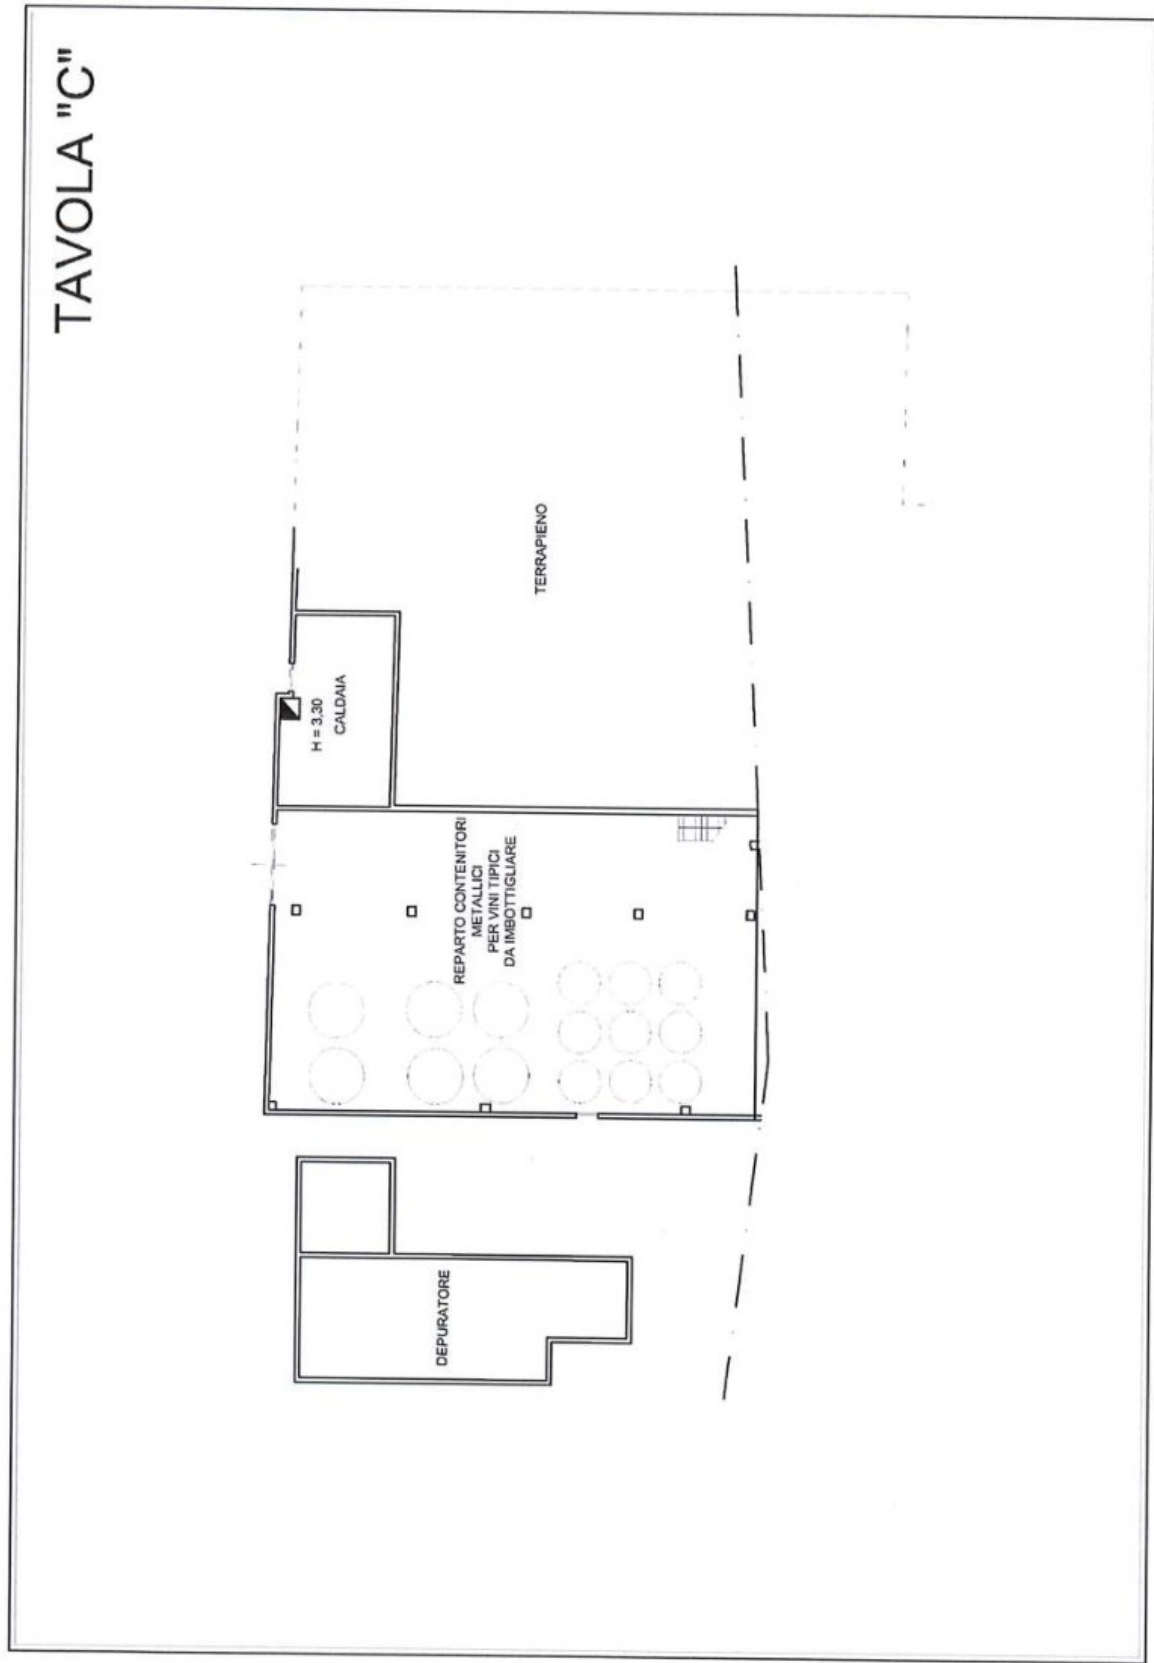 TAVOLA "C"
TERRAPIENO
H = 3,30
CALDAIA
REPARTO CONTENITORI
METALLICI
PER VINI TIPICI
DA IMBOTTIGLIARE
DEPURATORE